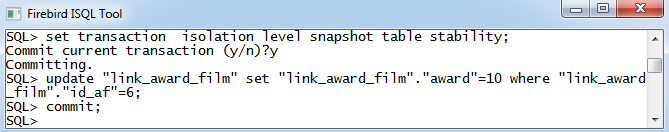 Firebird ISQL Tool
SQL> set transaction  isolation level snapshot table stability;
Commit current transaction (y/n)?y
Committing.
SQL> update "link_award_film" set "link_award_film"."award"=10 where "link_award
_film"."id_af"=6;
SQL> commit;
SQL>